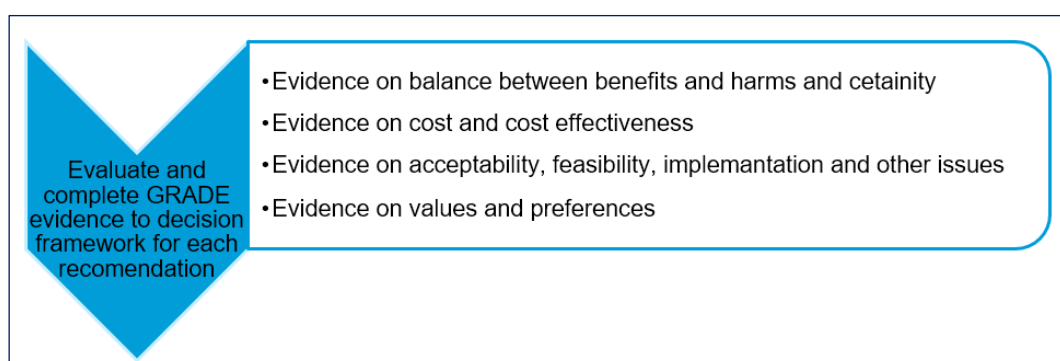 Evaluate and
complete GRADE
evidence to decision
framework for each
recomendation
•Evidence on balance between benefits and harms and cetainity
•Evidence on cost and cost effectiveness
•Evidence on acceptability, feasibility, implemantation and other issues
•Evidence on values and preferences